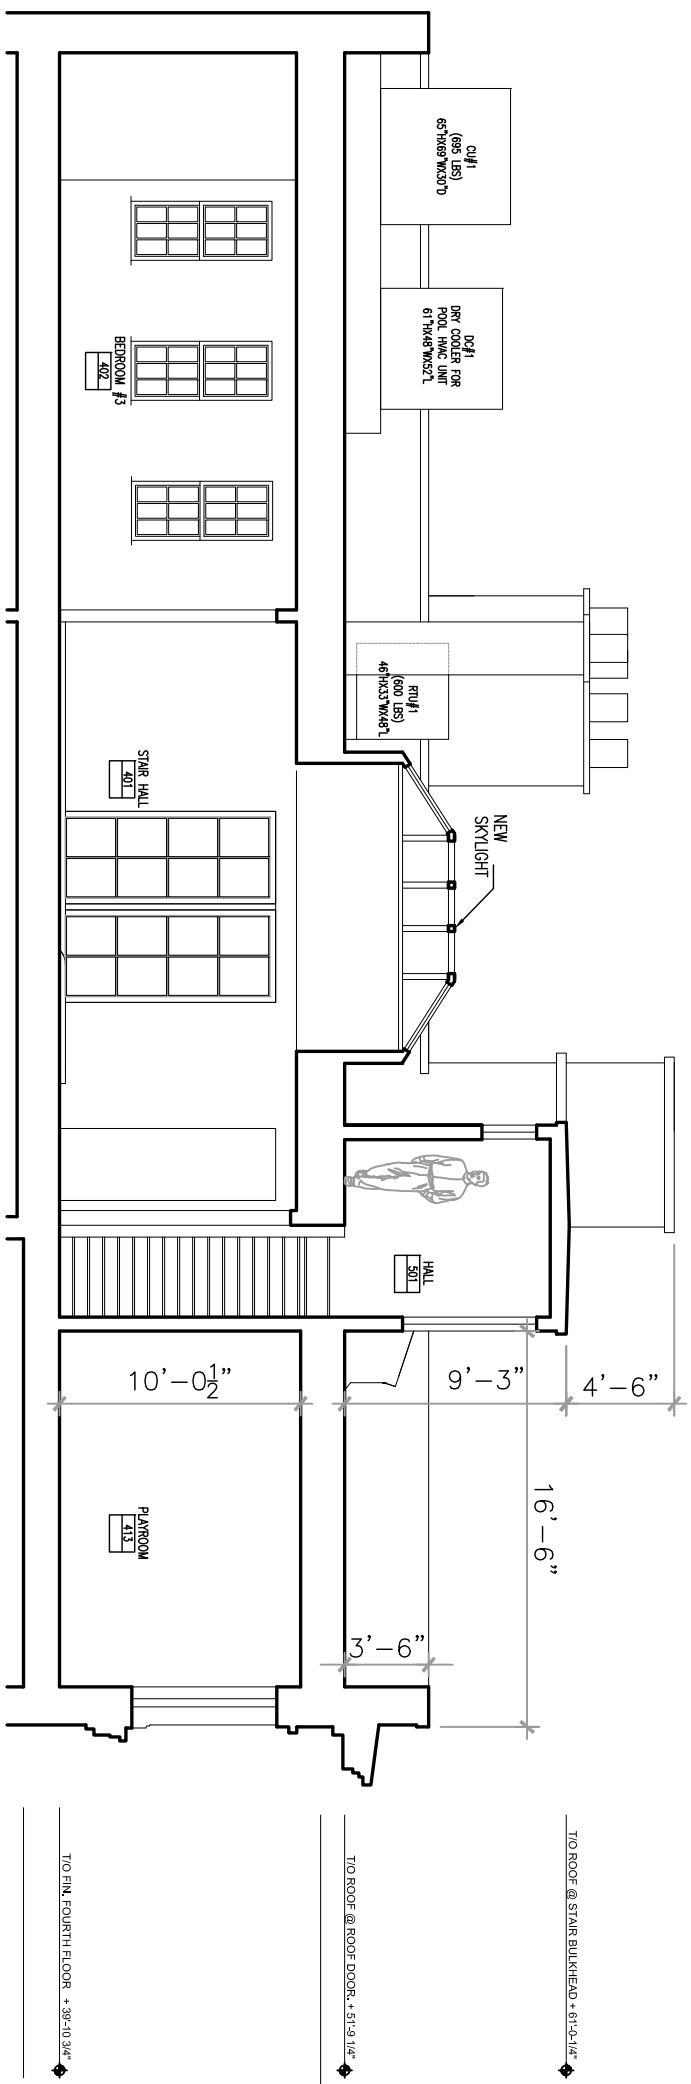 CU#1
(695 LBS)
65"HX69"WX30"D
DC#1
DRY COOLER FOR
POOL HVAC UNIT
61"HX48"WX52"L
BEDROOM #3
402
RTU#1
(600 LBS)
46"HX33"WX48"L
STAIR HALL
401
NEW
SKYLIGHT
HALL
501
10'-0½"
9'-3"
4'-6"
16'-6"
PLAYROOM
413
3'-6"
T/O ROOF @ STAIR BULKHEAD + 61'-0-1/4"
T/O ROOF @ ROOF DOOR. + 51'-9 1/4"
T/O FIN. FOURTH FLOOR + 39'-10 3/4"